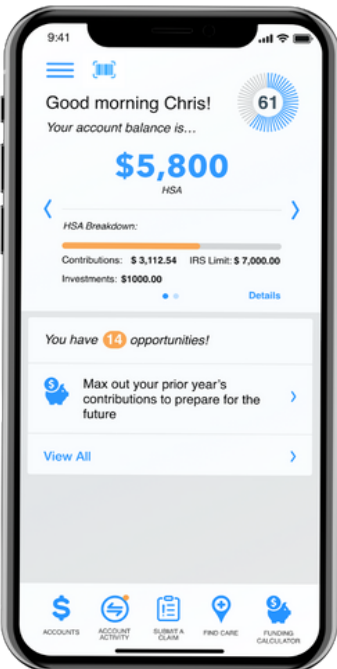 9:41
Good morning Chris!
61
Your account balance is...
$5,800
HSA
HSA Breakdown:
Contributions: $ 3,112.54 IRS Limit: $ 7,000.00
Investments: $1000.00
Details
You have 14 opportunities!
Max out your prior year's
contributions to prepare for the
future
View All
ACCOUNTS
ACCOUNT
ACTIVITY
SUBMIT A
CLAIM
FIND CARE
FUNDING
CALCULATOR